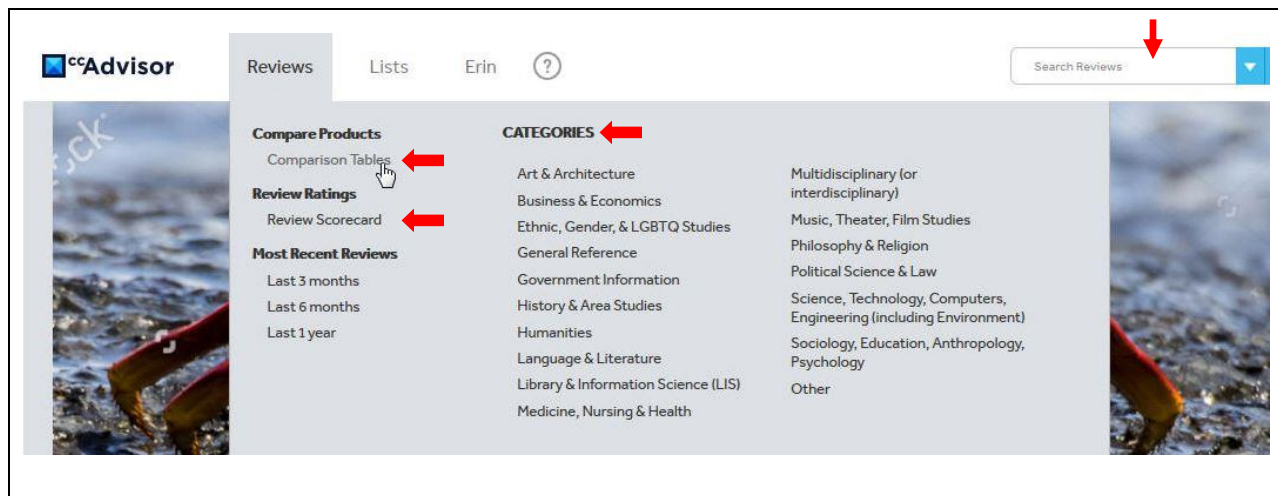 ccAdvisor
Reviews
Lists
Erin
?
Search Reviews
Compare Products
Comparison Tables
Review Ratings
Review Scorecard
Most Recent Reviews
Last 3 months
Last 6 months
Last 1 year
CATEGORIES
Art & Architecture
Business & Economics
Ethnic, Gender, & LGBTQ Studies
General Reference
Government Information
History & Area Studies
Humanities
Language & Literature
Library & Information Science (LIS)
Medicine, Nursing & Health
Multidisciplinary (or
interdisciplinary)
Music, Theater, Film Studies
Philosophy & Religion
Political Science & Law
Science, Technology, Computers,
Engineering (including Environment)
Sociology, Education, Anthropology,
Psychology
Other